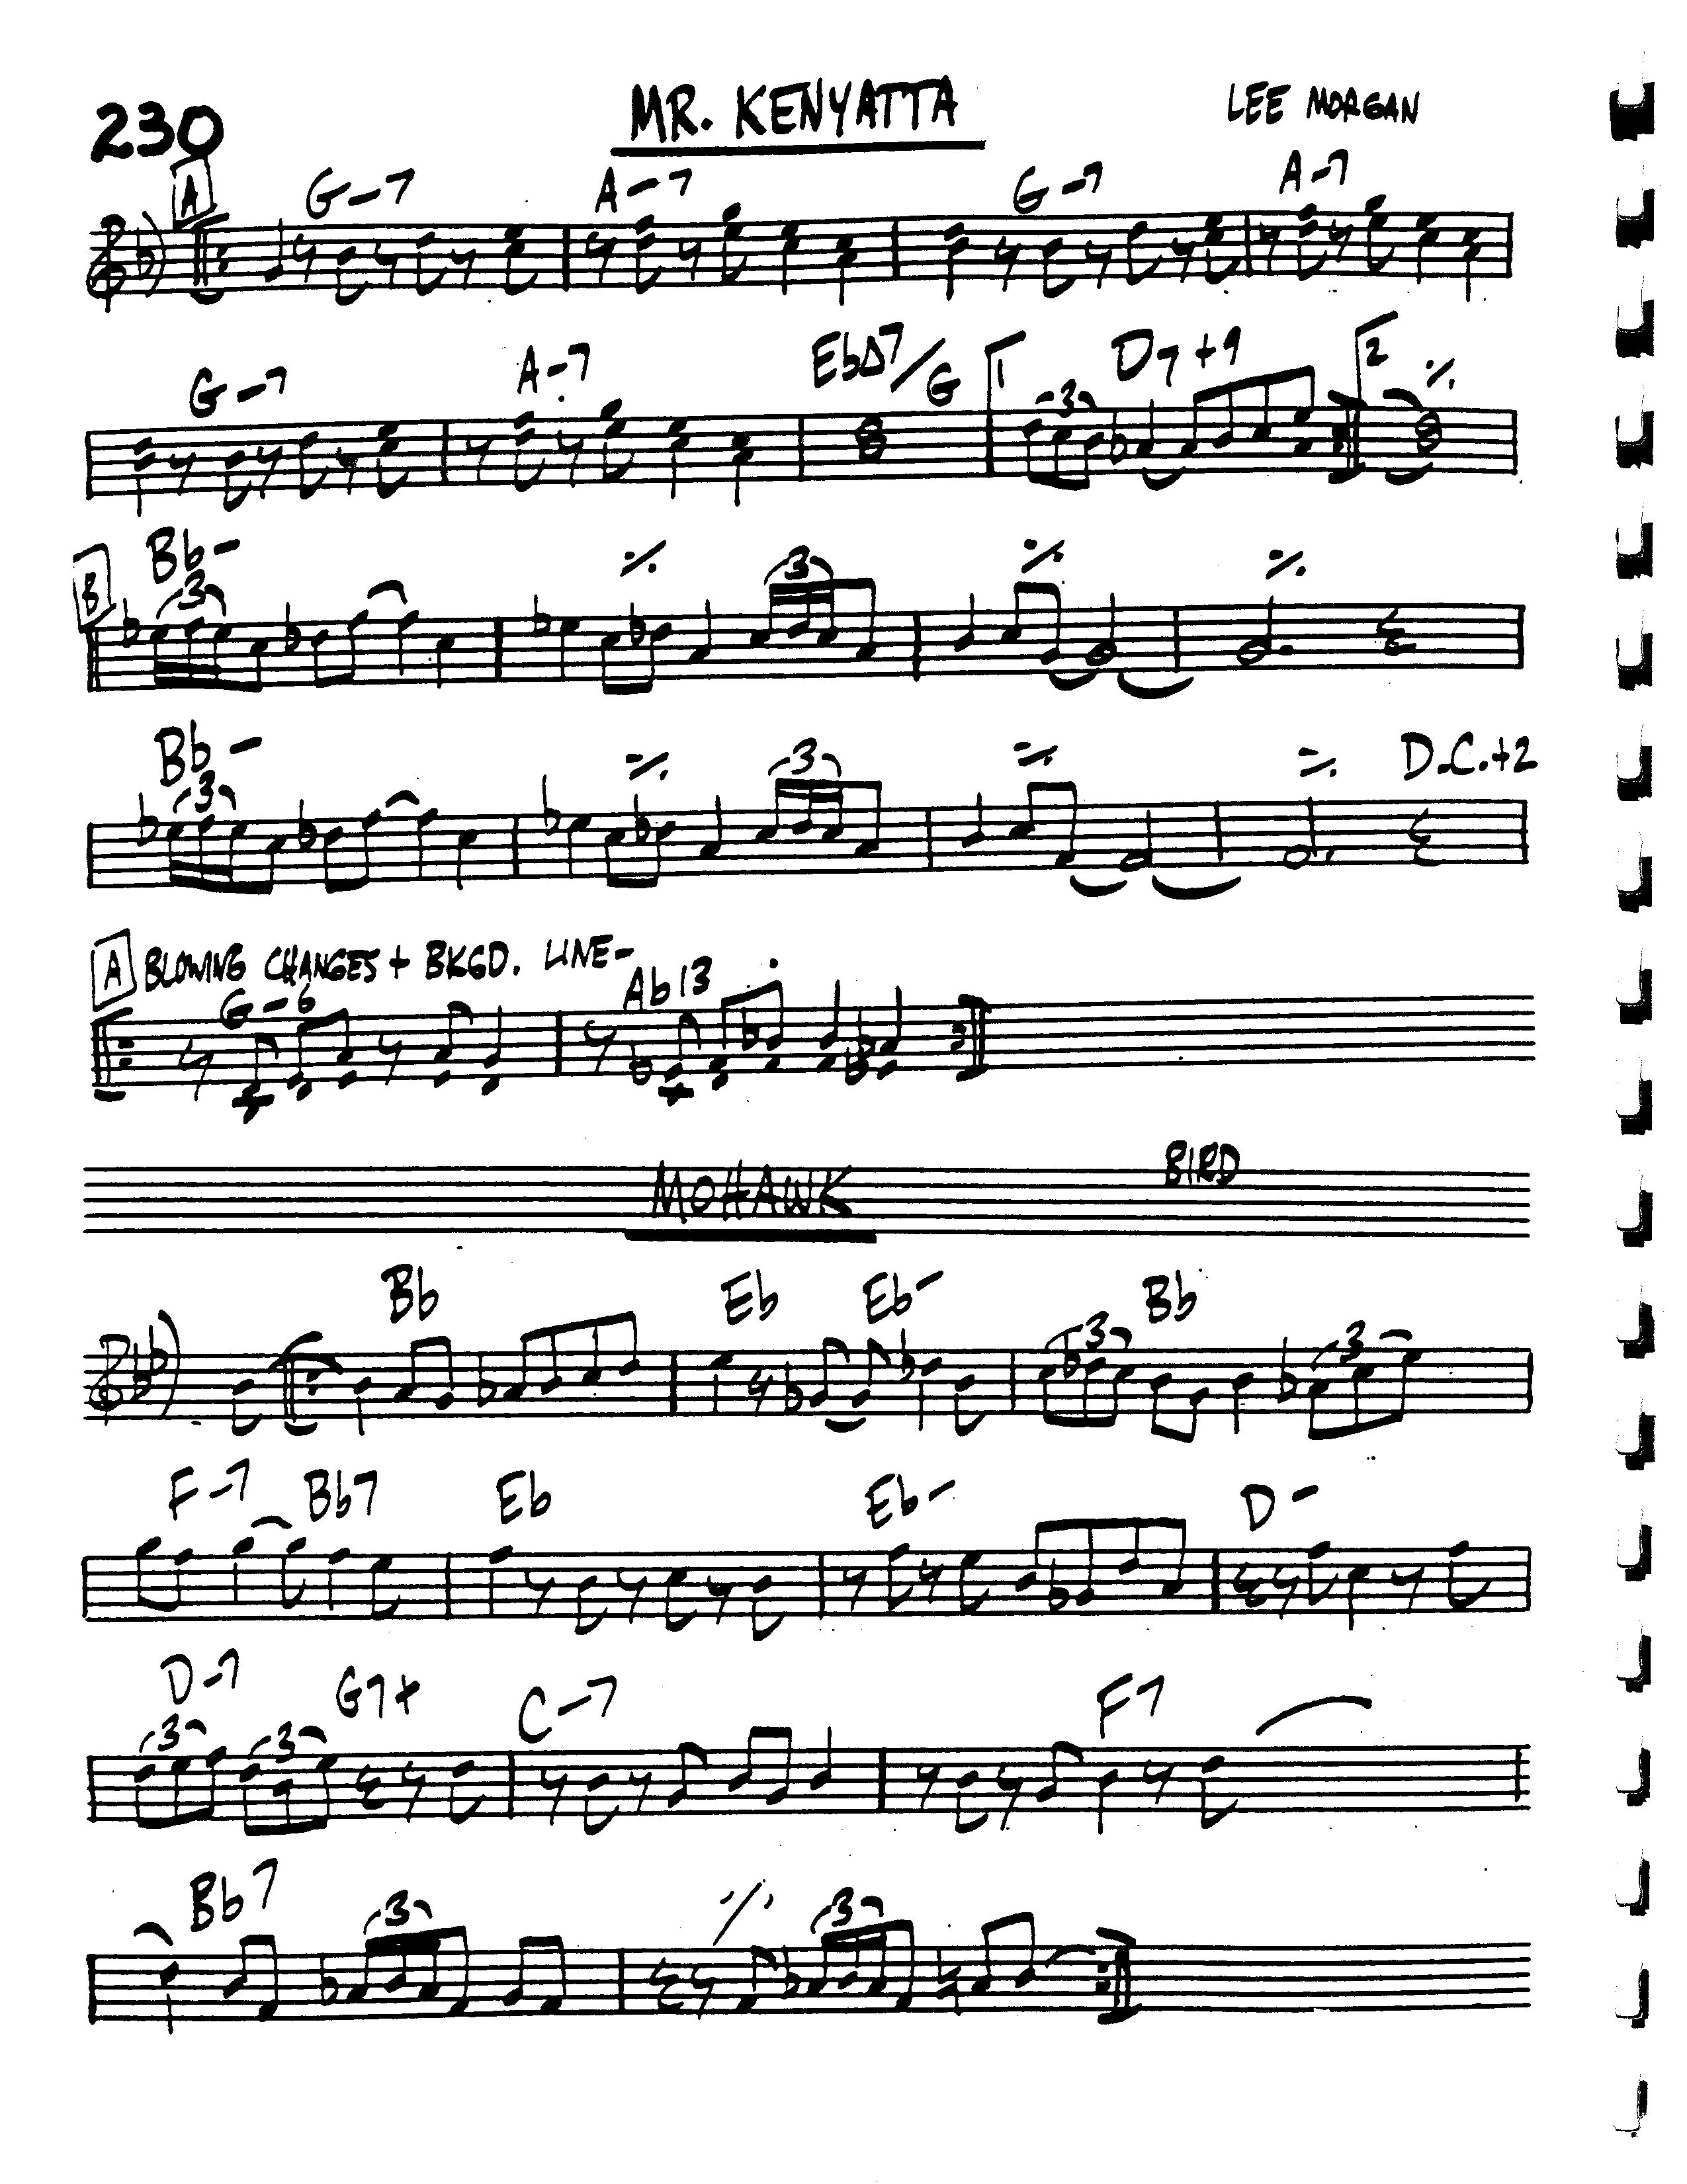 230 MR. KENYATTA LEE MORGAN
A G-7 A-7 G-7 A-7
G-7 A-7 EbΔ7/G 1 D7+9 2 ٪
3
B Bb- ٪ ٪ ٪
3 3
Bb- ٪ ٪ ٪ D.C.+2
3 3
A BLOWING CHANGES + BKGD. LINE-
G-6 Ab13
MOHAWK BIRD
Bb Eb Eb- Bb
3 3
F-7 Bb7 Eb Eb- D-
D-7 G7+ C-7 F7
3 3
Bb7 ٪
3 3